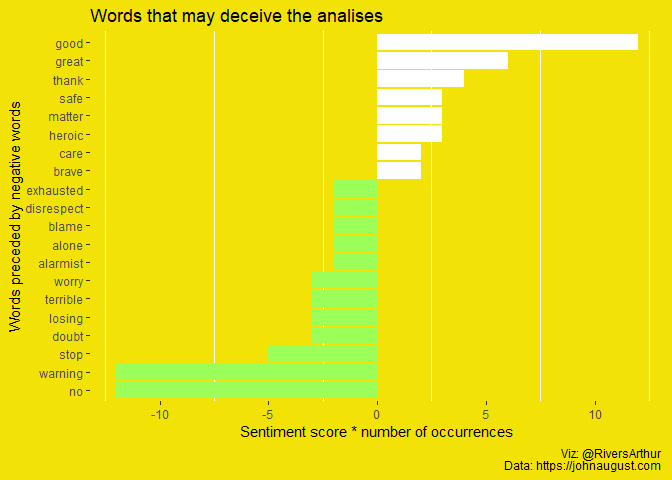 Words that may deceive the analises
Words preceded by negative words
good
great
thank
safe
matter
heroic
care
brave
exhausted
disrespect
blame
alone
alarmist
worry
terrible
losing
doubt
stop
warning
no
-10 -5 0 5 10
Sentiment score * number of occurrences
Viz: @RiversArthur
Data: https://johnaugust.com